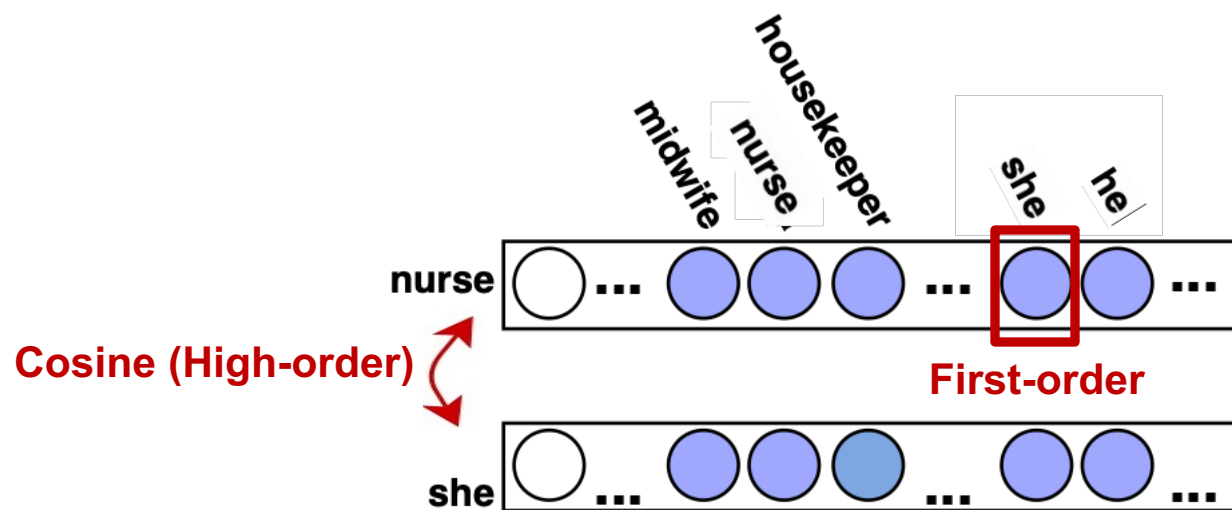 housekeeper
midwife
nurse
she
he
nurse
... ... ...
Cosine (High-order)
First-order
she
... ... ...